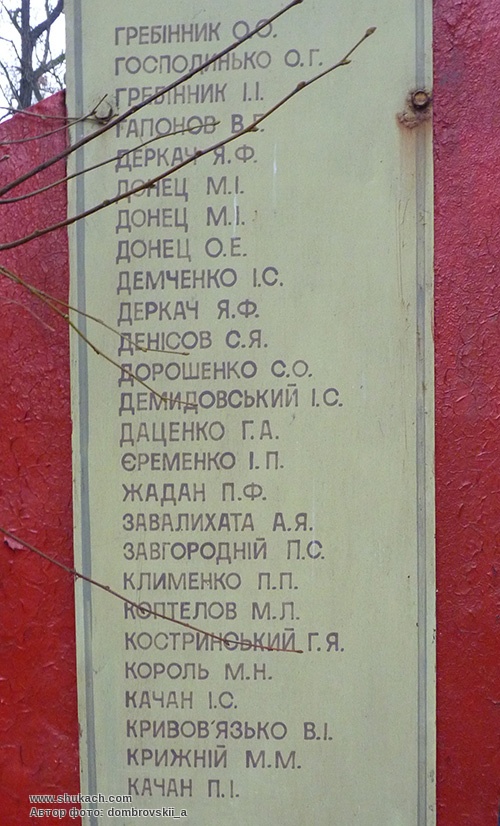 ГРЕБІННИК О.О.
ГОСПОДИНЬКО О.Г.
ГРЕБІННИК І.І.
ГАПОНОВ В.Г.
ДЕРКАЧ Я.Ф.
ДОНЕЦ М.І.
ДОНЕЦ М.І.
ДОНЕЦ О.Е.
ДЕМЧЕНКО І.С.
ДЕРКАЧ Я.Ф.
ДЕНІСОВ С.Я.
ДОРОШЕНКО С.О.
ДЕМИДОВСЬКИЙ І.С.
ДАЦЕНКО Г.А.
ЄРЕМЕНКО І.П.
ЖАДАН П.Ф.
ЗАВАЛИХАТА А.Я.
ЗАВГОРОДНІЙ П.С.
КЛИМЕНКО П.П.
КОПТЕЛОВ М.Л.
КОСТРИНСЬКИЙ Г.Я.
КОРОЛЬ М.Н.
КАЧАН І.С.
КРИВОВ'ЯЗЬКО В.І.
КРИЖНІЙ М.М.
КАЧАН П.І.
www.shukach.com
Автор фото: dombrovskii_a